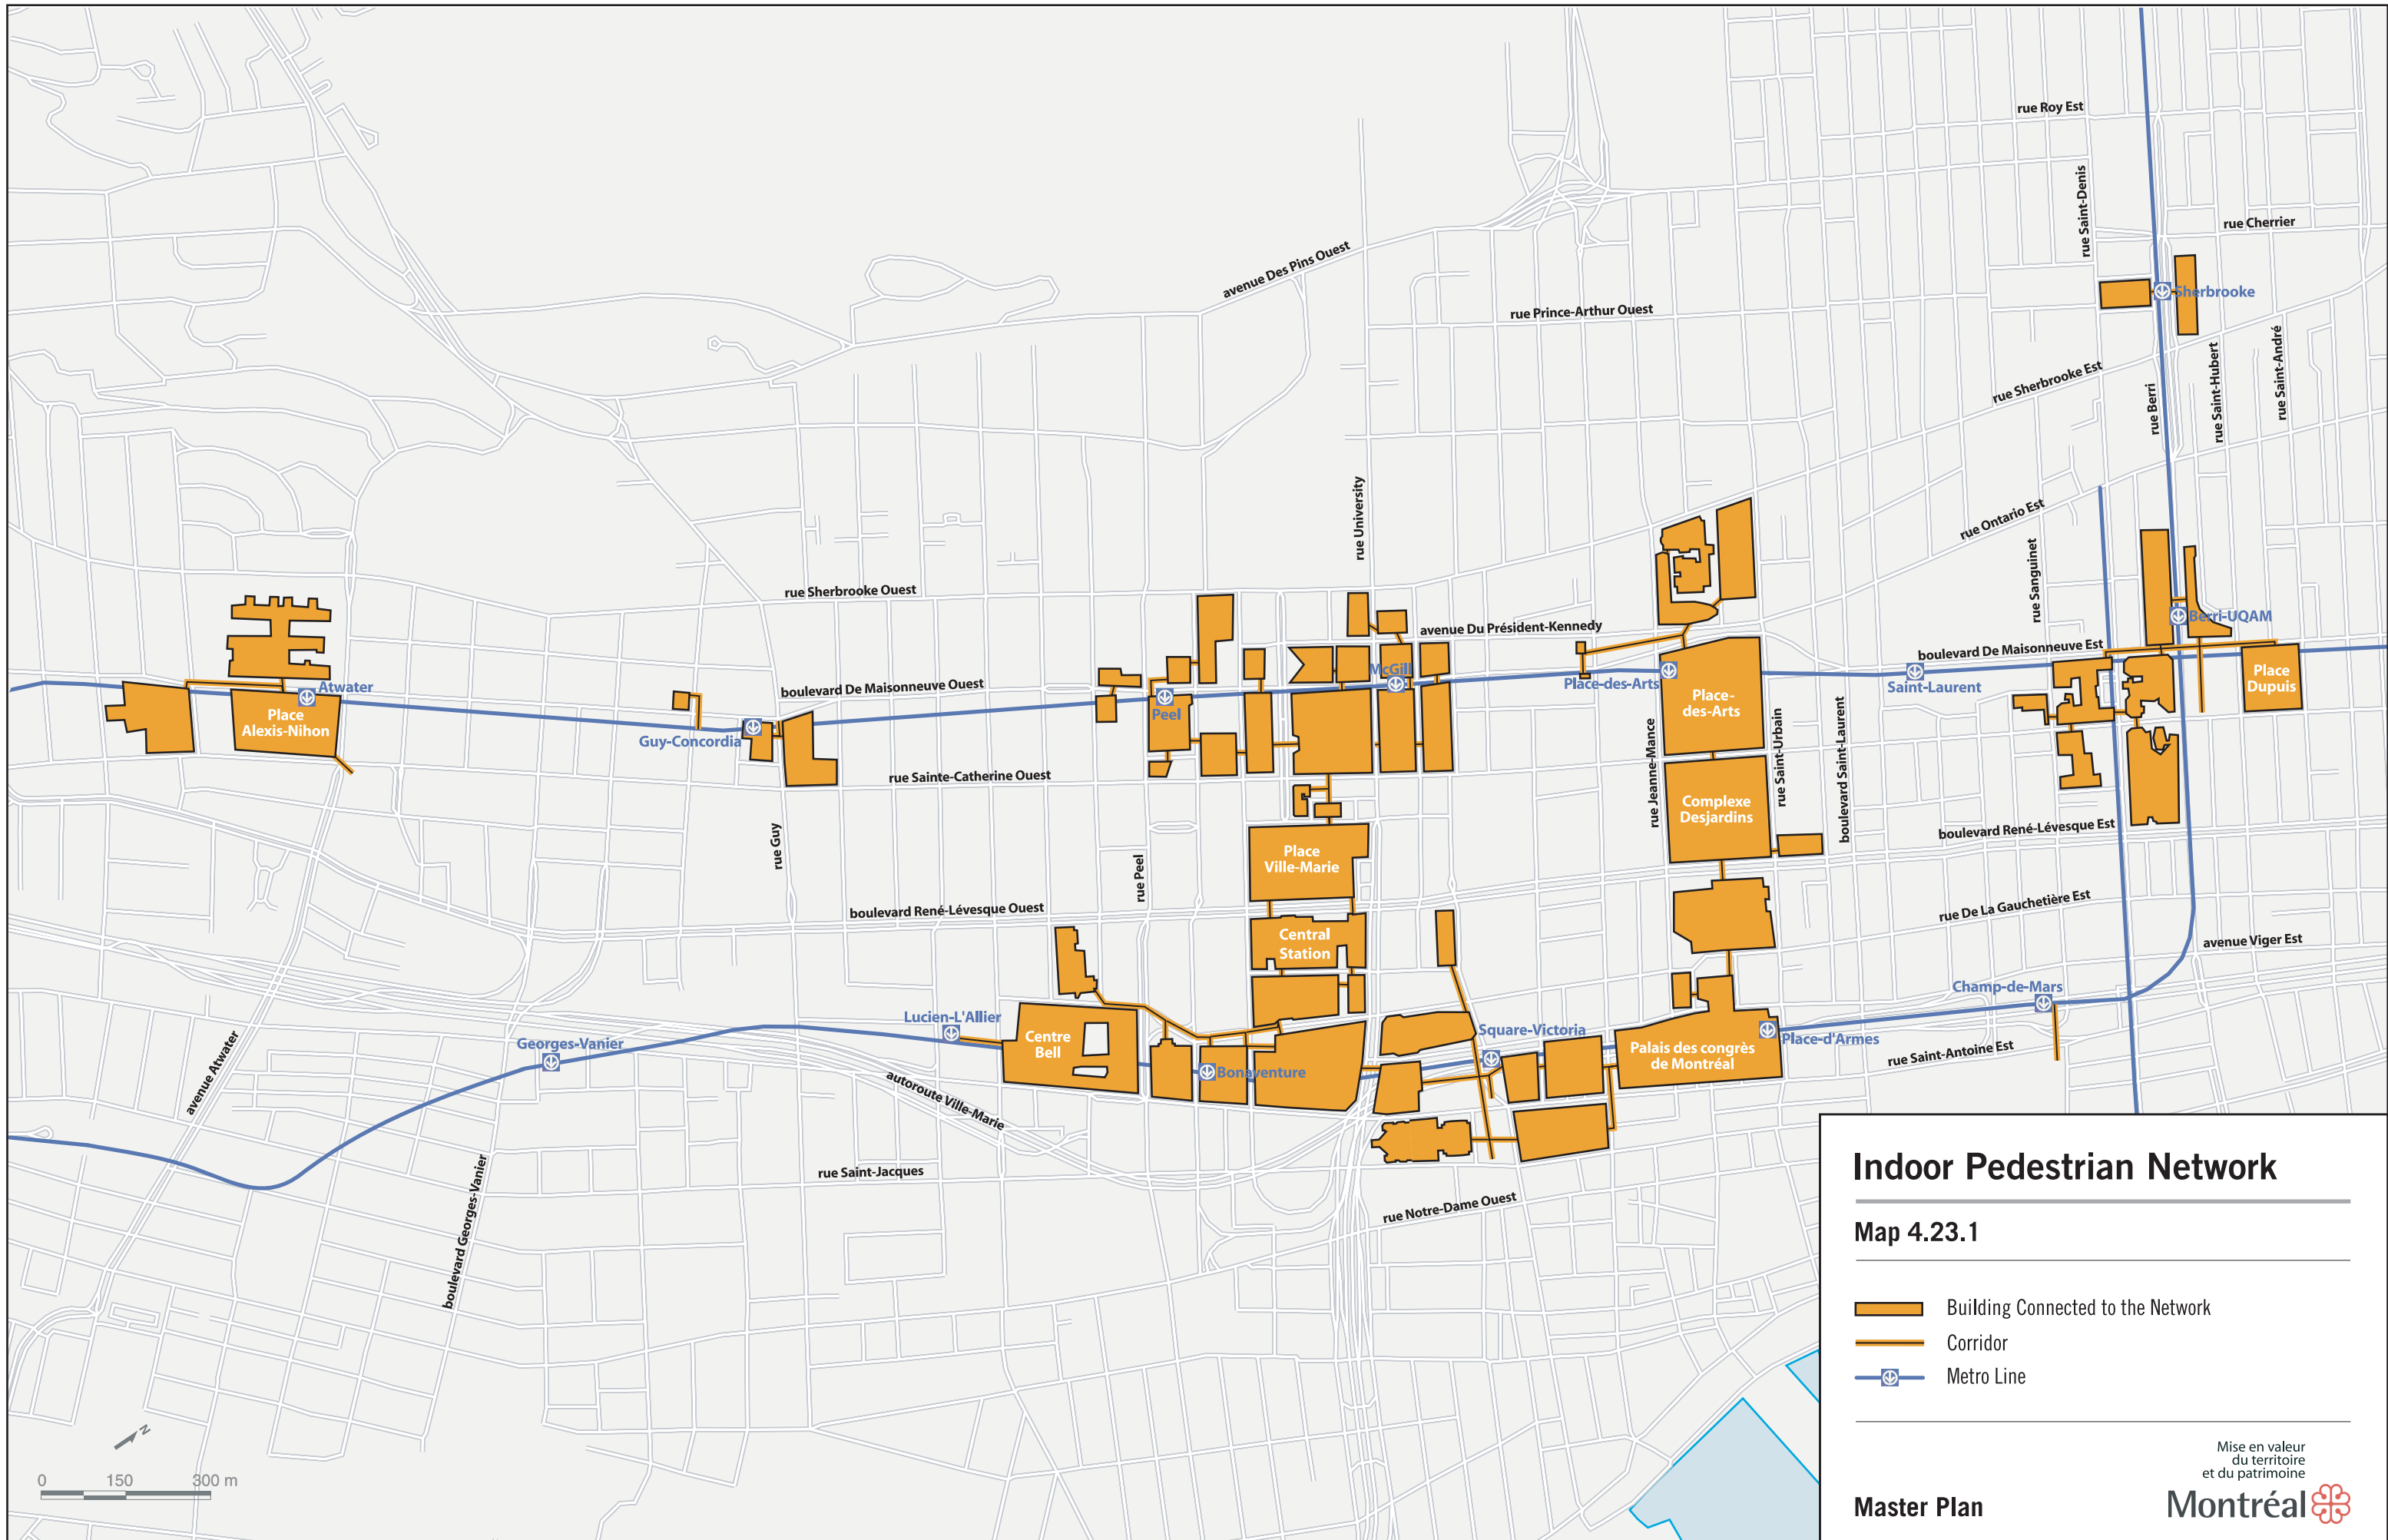 rue Roy Est
rue Saint-Denis
rue Cherrier
avenue Des Pins Ouest
Sherbrooke
rue Prince-Arthur Ouest
rue Sherbrooke Est
rue Berri
rue Saint-Hubert
rue Saint-André
rue University
rue Ontario Est
rue Sanguinet
rue Sherbrooke Ouest
avenue Du Président-Kennedy
Berri-UQAM
boulevard De Maisonneuve Est
McGill
Place-des-Arts
Saint-Laurent
Place
Dupuis
Atwater
boulevard De Maisonneuve Ouest
Peel
Place
Alexis-Nihon
Guy-Concordia
Place-
des-Arts
rue Jeanne-Mance
rue Saint-Urbain
boulevard Saint-Laurent
rue Sainte-Catherine Ouest
Complexe
Desjardins
boulevard René-Lévesque Est
rue Guy
rue Peel
Place
Ville-Marie
boulevard René-Lévesque Ouest
rue De La Gauchetière Est
Central
Station
avenue Viger Est
Champ-de-Mars
Lucien-L'Allier
Georges-Vanier
Centre
Bell
Square-Victoria
Place-d'Armes
Palais des congrès
de Montréal
rue Saint-Antoine Est
Bonaventure
avenue Atwater
autoroute Ville-Marie
rue Saint-Jacques
boulevard Georges-Vanier
rue Notre-Dame Ouest
Indoor Pedestrian Network
Map 4.23.1
Building Connected to the Network
Corridor
Metro Line
N
0 150 300 m
Mise en valeur
du territoire
et du patrimoine
Master Plan
Montréal